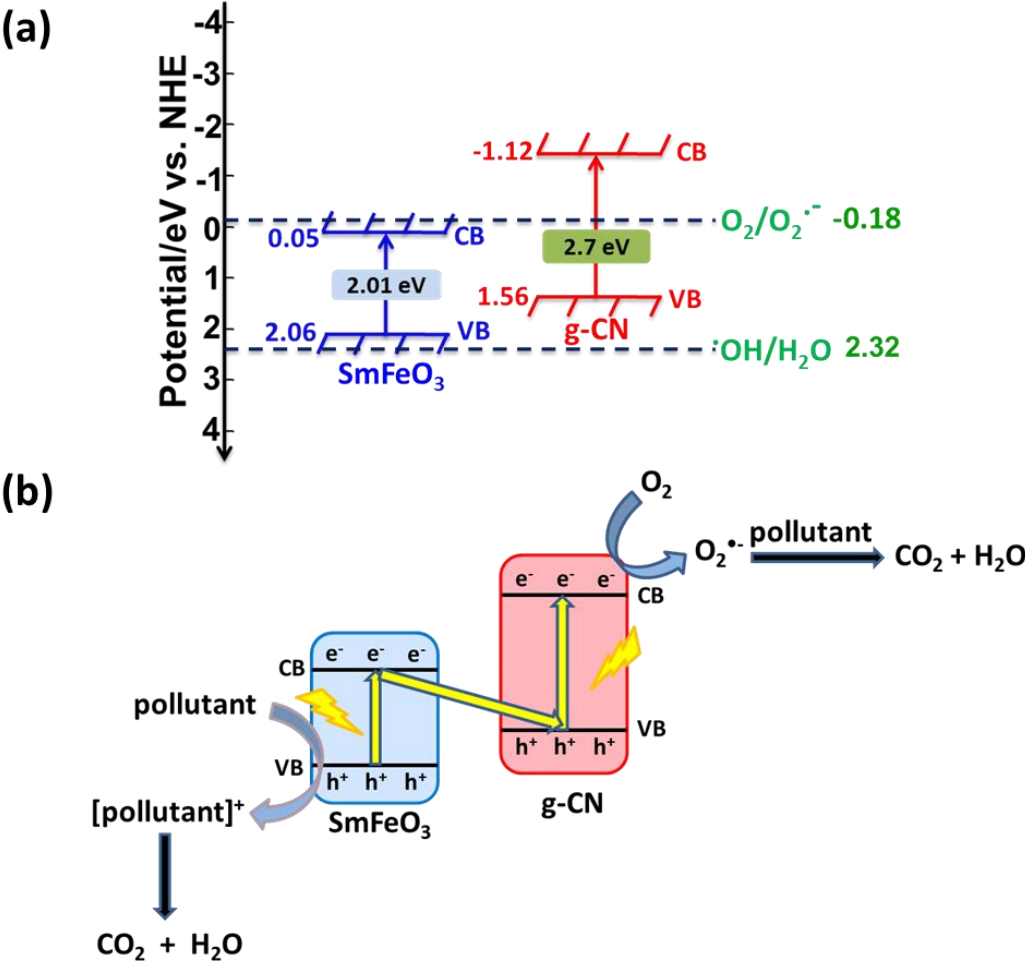 (a)
Potential/eV vs. NHE
-4
-3
-2
-1
0
1
2
3
4
-1.12 CB
O₂/O₂˙⁻ -0.18
0.05 CB
2.7 eV
2.01 eV
1.56 VB
g-CN
2.06 VB
˙OH/H₂O 2.32
SmFeO₃
(b)
O₂
O₂•- pollutant CO₂ + H₂O
e⁻ e⁻ e⁻
CB
e⁻ e⁻ e⁻
CB
pollutant
VB
h⁺ h⁺ h⁺
VB
h⁺ h⁺ h⁺
g-CN
[pollutant]⁺
SmFeO₃
CO₂ + H₂O